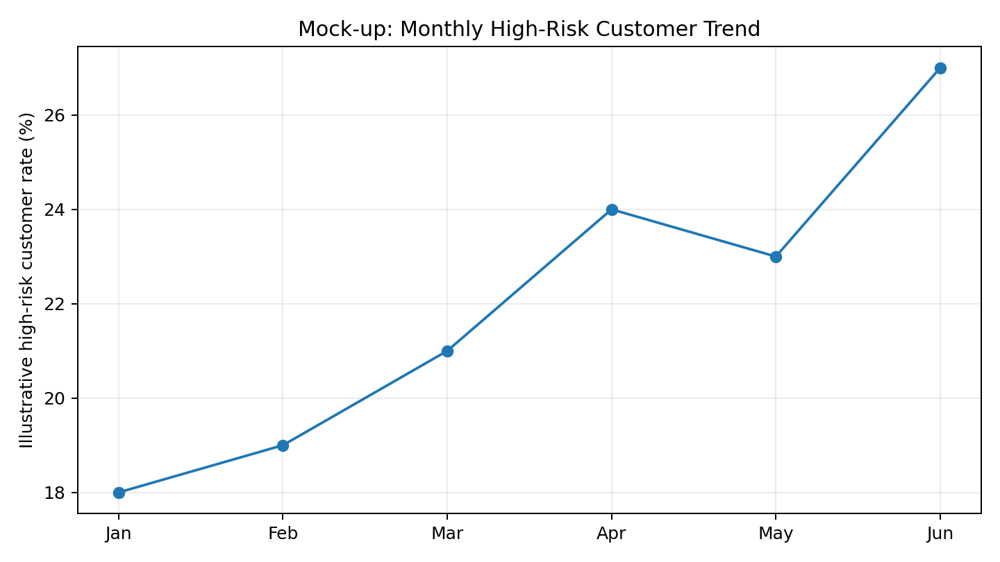 Mock-up: Monthly High-Risk Customer Trend
Illustrative high-risk customer rate (%)
26
24
22
20
18
Jan Feb Mar Apr May Jun